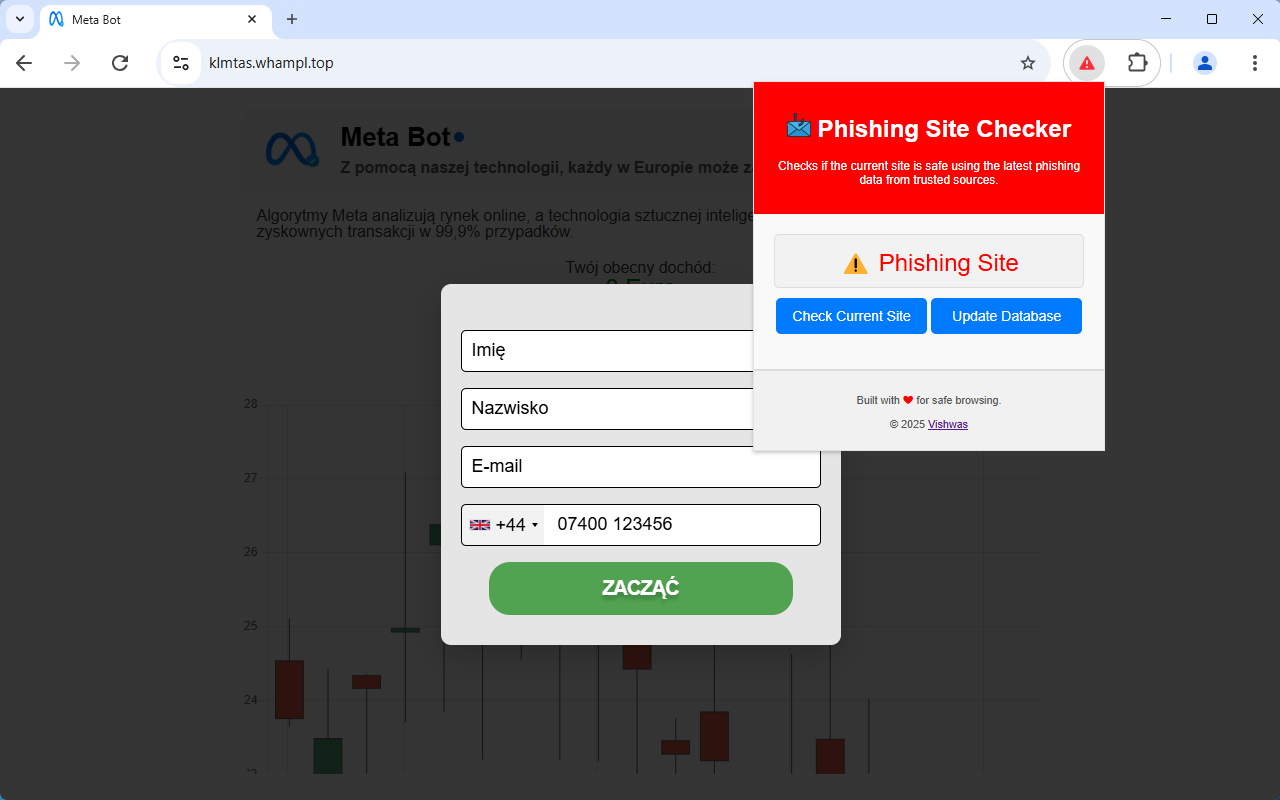 Meta Bot
klmtas.whampl.top
Meta Bot
Z pomocą naszej technologii, każdy w Europie może
Algorytmy Meta analizują rynek online, a technologia sztucznej
zyskownych transakcji w 99,9% przypadków.
Twój obecny dochód:
Phishing Site Checker
Checks if the current site is safe using the latest phishing
data from trusted sources.
Phishing Site
Check Current Site
Update Database
Built with ❤ for safe browsing.
© 2025 Vishwas
Imię
Nazwisko
E-mail
+44 07400 123456
ZACZĄĆ
28
27
26
25
24